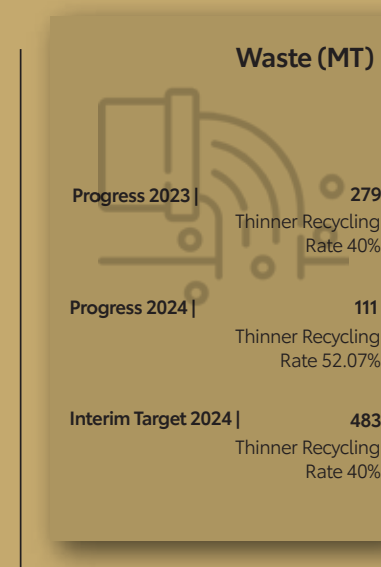 Waste (MT)
Progress 2023 | 279
Thinner Recycling
Rate 40%
Progress 2024 | 111
Thinner Recycling
Rate 52.07%
Interim Target 2024 | 483
Thinner Recycling
Rate 40%